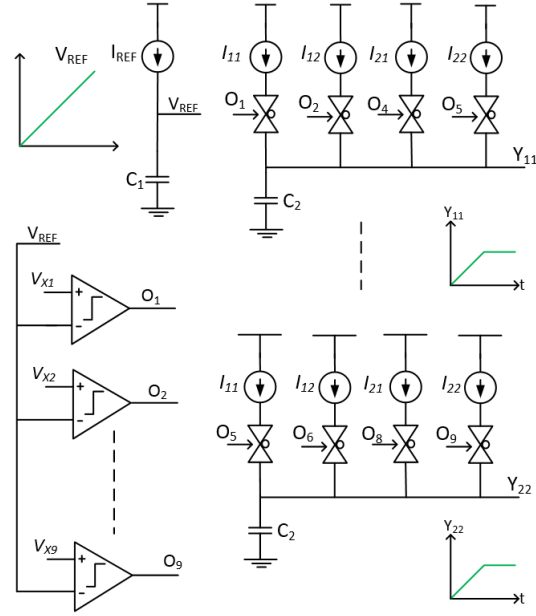 V_REF
I_REF
V_REF
C_1
I_11 I_12 I_21 I_22
O_1 O_2 O_4 O_5
Y_11
C_2
Y_11
t
V_REF
V_X1 + - O_1
V_X2 + - O_2
V_X9 + - O_9
I_11 I_12 I_21 I_22
O_5 O_6 O_8 O_9
Y_22
C_2
Y_22
t